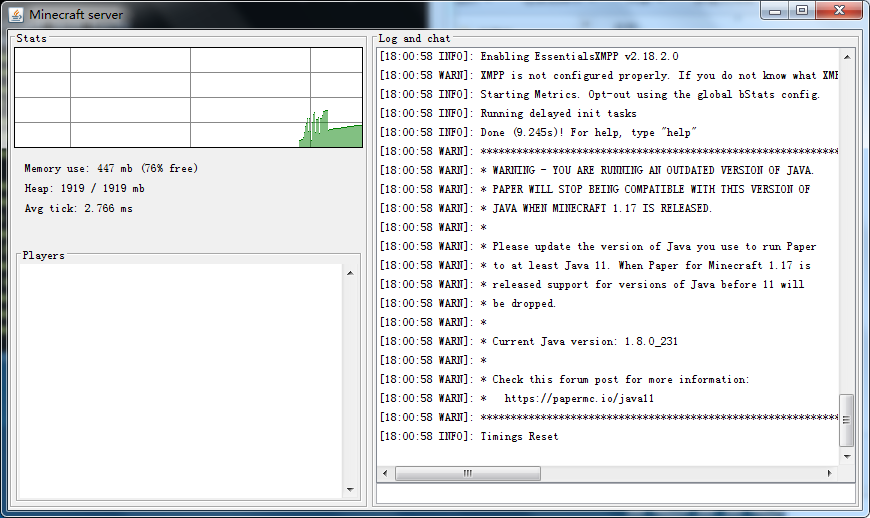 Minecraft server
Stats
Memory use: 447 mb (76% free)
Heap: 1919 / 1919 mb
Avg tick: 2.766 ms
Players
Log and chat
[18:00:58 INFO]: Enabling EssentialsXMPP v2.18.2.0
[18:00:58 WARN]: XMPP is not configured properly. If you do not know what XMP
[18:00:58 INFO]: Starting Metrics. Opt-out using the global bStats config.
[18:00:58 INFO]: Running delayed init tasks
[18:00:58 INFO]: Done (9.245s)! For help, type "help"
[18:00:58 WARN]: ************************************************************
[18:00:58 WARN]: * WARNING - YOU ARE RUNNING AN OUTDATED VERSION OF JAVA.
[18:00:58 WARN]: * PAPER WILL STOP BEING COMPATIBLE WITH THIS VERSION OF
[18:00:58 WARN]: * JAVA WHEN MINECRAFT 1.17 IS RELEASED.
[18:00:58 WARN]: *
[18:00:58 WARN]: * Please update the version of Java you use to run Paper
[18:00:58 WARN]: * to at least Java 11. When Paper for Minecraft 1.17 is
[18:00:58 WARN]: * released support for versions of Java before 11 will
[18:00:58 WARN]: * be dropped.
[18:00:58 WARN]: *
[18:00:58 WARN]: * Current Java version: 1.8.0_231
[18:00:58 WARN]: *
[18:00:58 WARN]: * Check this forum post for more information:
[18:00:58 WARN]: *   https://papermc.io/java11
[18:00:58 WARN]: ************************************************************
[18:00:58 INFO]: Timings Reset